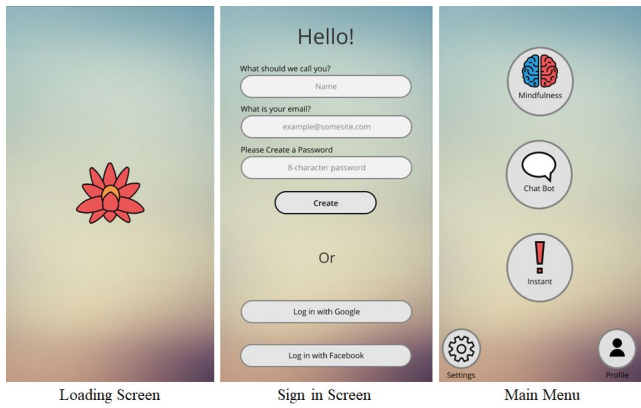 Hello!
What should we call you?
Name
What is your email?
example@somesite.com
Please Create a Password
8-character password
Create
Or
Log in with Google
Log in with Facebook
Mindfulness
Chat Bot
Instant
Settings
Profile
Loading Screen
Sign in Screen
Main Menu